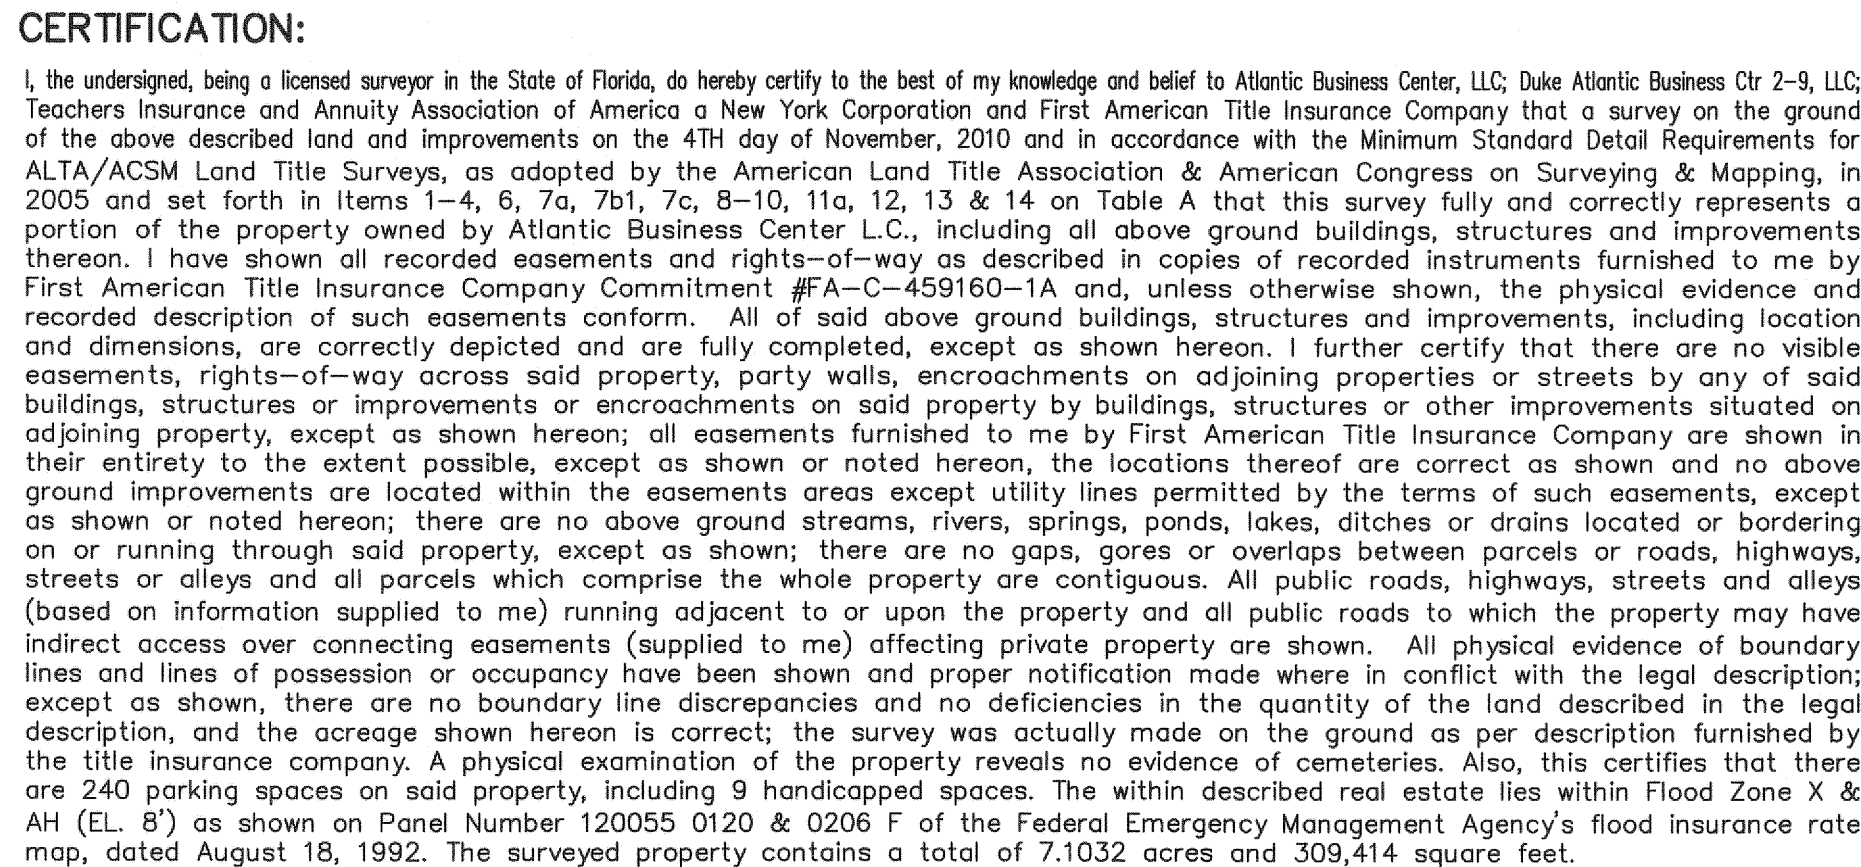 CERTIFICATION:
I, the undersigned, being a licensed surveyor in the State of Florida, do hereby certify to the best of my knowledge and belief to Atlantic Business Center, LLC; Duke Atlantic Business Ctr 2-9, LLC;
Teachers Insurance and Annuity Association of America a New York Corporation and First American Title Insurance Company that a survey on the ground
of the above described land and improvements on the 4TH day of November, 2010 and in accordance with the Minimum Standard Detail Requirements for
ALTA/ACSM Land Title Surveys, as adopted by the American Land Title Association & American Congress on Surveying & Mapping, in
2005 and set forth in Items 1-4, 6, 7a, 7b1, 7c, 8-10, 11a, 12, 13 & 14 on Table A that this survey fully and correctly represents a
portion of the property owned by Atlantic Business Center L.C., including all above ground buildings, structures and improvements
thereon. I have shown all recorded easements and rights-of-way as described in copies of recorded instruments furnished to me by
First American Title Insurance Company Commitment #FA-C-459160-1A and, unless otherwise shown, the physical evidence and
recorded description of such easements conform.  All of said above ground buildings, structures and improvements, including location
and dimensions, are correctly depicted and are fully completed, except as shown hereon. I further certify that there are no visible
easements, rights-of-way across said property, party walls, encroachments on adjoining properties or streets by any of said
buildings, structures or improvements or encroachments on said property by buildings, structures or other improvements situated on
adjoining property, except as shown hereon; all easements furnished to me by First American Title Insurance Company are shown in
their entirety to the extent possible, except as shown or noted hereon, the locations thereof are correct as shown and no above
ground improvements are located within the easements areas except utility lines permitted by the terms of such easements, except
as shown or noted hereon; there are no above ground streams, rivers, springs, ponds, lakes, ditches or drains located or bordering
on or running through said property, except as shown; there are no gaps, gores or overlaps between parcels or roads, highways,
streets or alleys and all parcels which comprise the whole property are contiguous. All public roads, highways, streets and alleys
(based on information supplied to me) running adjacent to or upon the property and all public roads to which the property may have
indirect access over connecting easements (supplied to me) affecting private property are shown.  All physical evidence of boundary
lines and lines of possession or occupancy have been shown and proper notification made where in conflict with the legal description;
except as shown, there are no boundary line discrepancies and no deficiencies in the quantity of the land described in the legal
description, and the acreage shown hereon is correct; the survey was actually made on the ground as per description furnished by
the title insurance company. A physical examination of the property reveals no evidence of cemeteries. Also, this certifies that there
are 240 parking spaces on said property, including 9 handicapped spaces. The within described real estate lies within Flood Zone X &
AH (EL. 8') as shown on Panel Number 120055 0120 & 0206 F of the Federal Emergency Management Agency's flood insurance rate
map, dated August 18, 1992. The surveyed property contains a total of 7.1032 acres and 309,414 square feet.